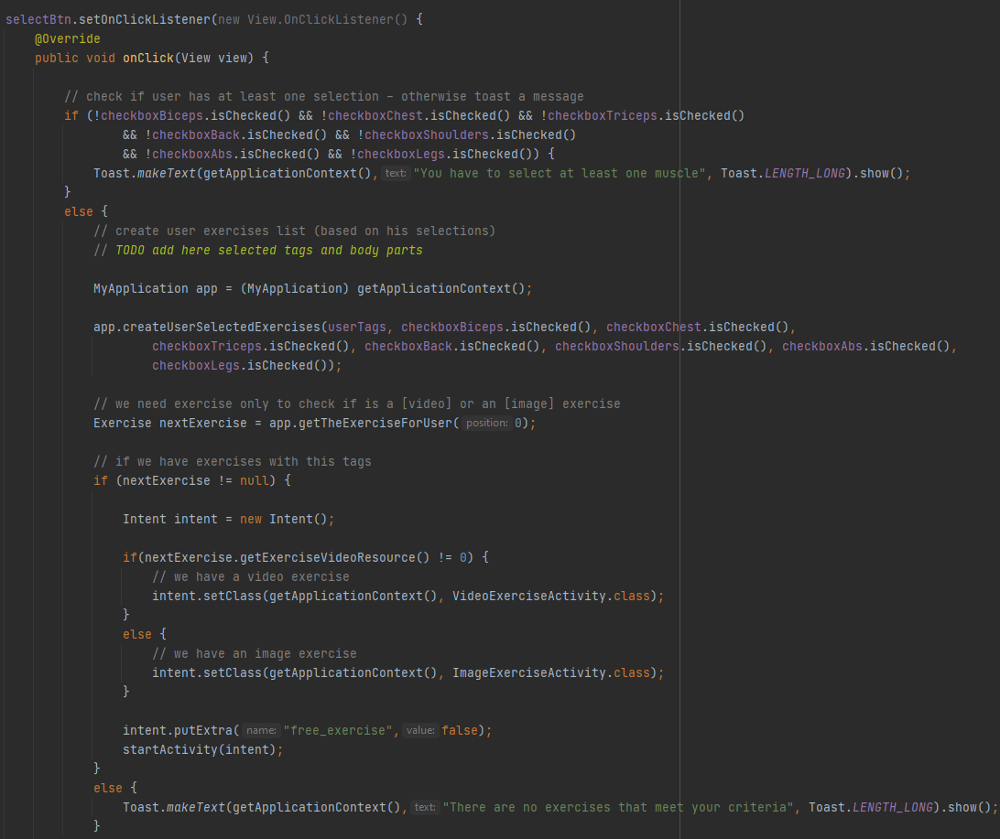 selectBtn.setOnClickListener(new View.OnClickListener() {
    @Override
    public void onClick(View view) {

        // check if user has at least one selection – otherwise toast a message
        if (!checkboxBiceps.isChecked() && !checkboxChest.isChecked() && !checkboxTriceps.isChecked()
                && !checkboxBack.isChecked() && !checkboxShoulders.isChecked()
                && !checkboxAbs.isChecked() && !checkboxLegs.isChecked()) {
            Toast.makeText(getApplicationContext(), text: "You have to select at least one muscle", Toast.LENGTH_LONG).show();
        }
        else {
            // create user exercises list (based on his selections)
            // TODO add here selected tags and body parts

            MyApplication app = (MyApplication) getApplicationContext();

            app.createUserSelectedExercises(userTags, checkboxBiceps.isChecked(), checkboxChest.isChecked(),
                    checkboxTriceps.isChecked(), checkboxBack.isChecked(), checkboxShoulders.isChecked(), checkboxAbs.isChecked(),
                    checkboxLegs.isChecked());

            // we need exercise only to check if is a [video] or an [image] exercise
            Exercise nextExercise = app.getTheExerciseForUser( position: 0);

            // if we have exercises with this tags
            if (nextExercise != null) {

                Intent intent = new Intent();

                if(nextExercise.getExerciseVideoResource() != 0) {
                    // we have a video exercise
                    intent.setClass(getApplicationContext(), VideoExerciseActivity.class);
                }
                else {
                    // we have an image exercise
                    intent.setClass(getApplicationContext(), ImageExerciseActivity.class);
                }

                intent.putExtra( name: "free_exercise", value: false);
                startActivity(intent);
            }
            else {
                Toast.makeText(getApplicationContext(), text: "There are no exercises that meet your criteria", Toast.LENGTH_LONG).show();
            }